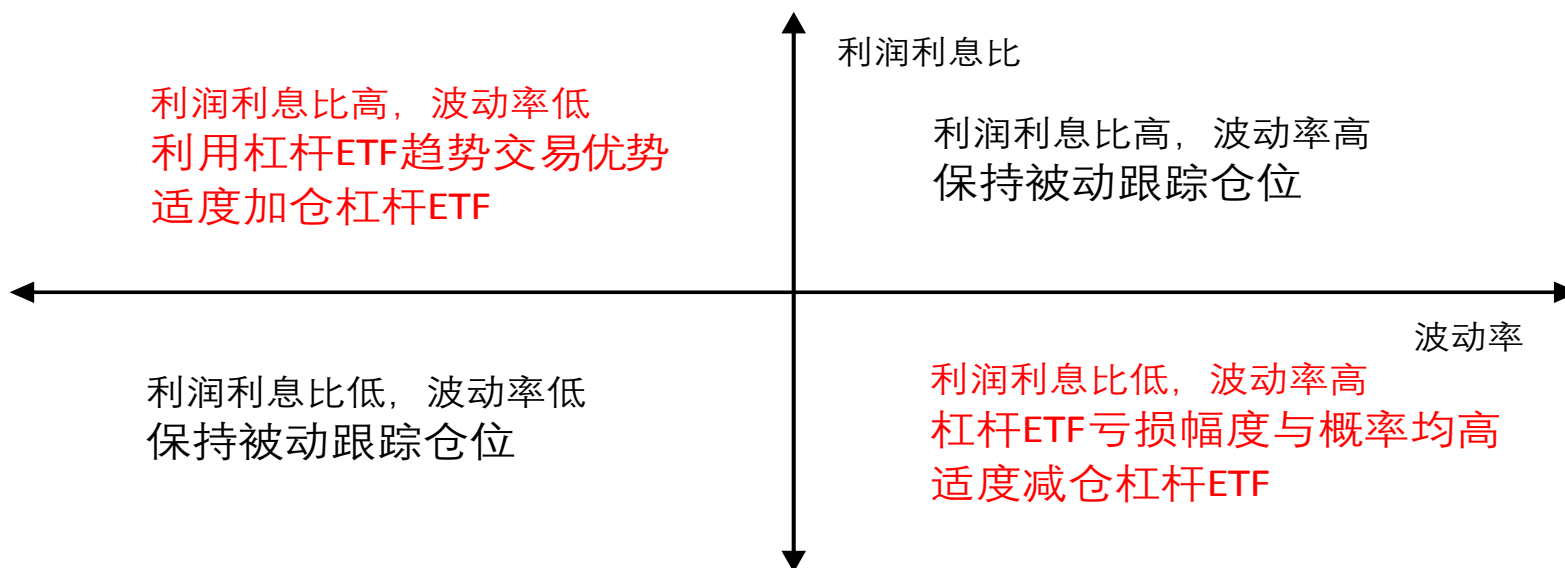 利润利息比
利润利息比高，波动率低
利用杠杆ETF趋势交易优势
适度加仓杠杆ETF
利润利息比高，波动率高
保持被动跟踪仓位
波动率
利润利息比低，波动率低
保持被动跟踪仓位
利润利息比低，波动率高
杠杆ETF亏损幅度与概率均高
适度减仓杠杆ETF